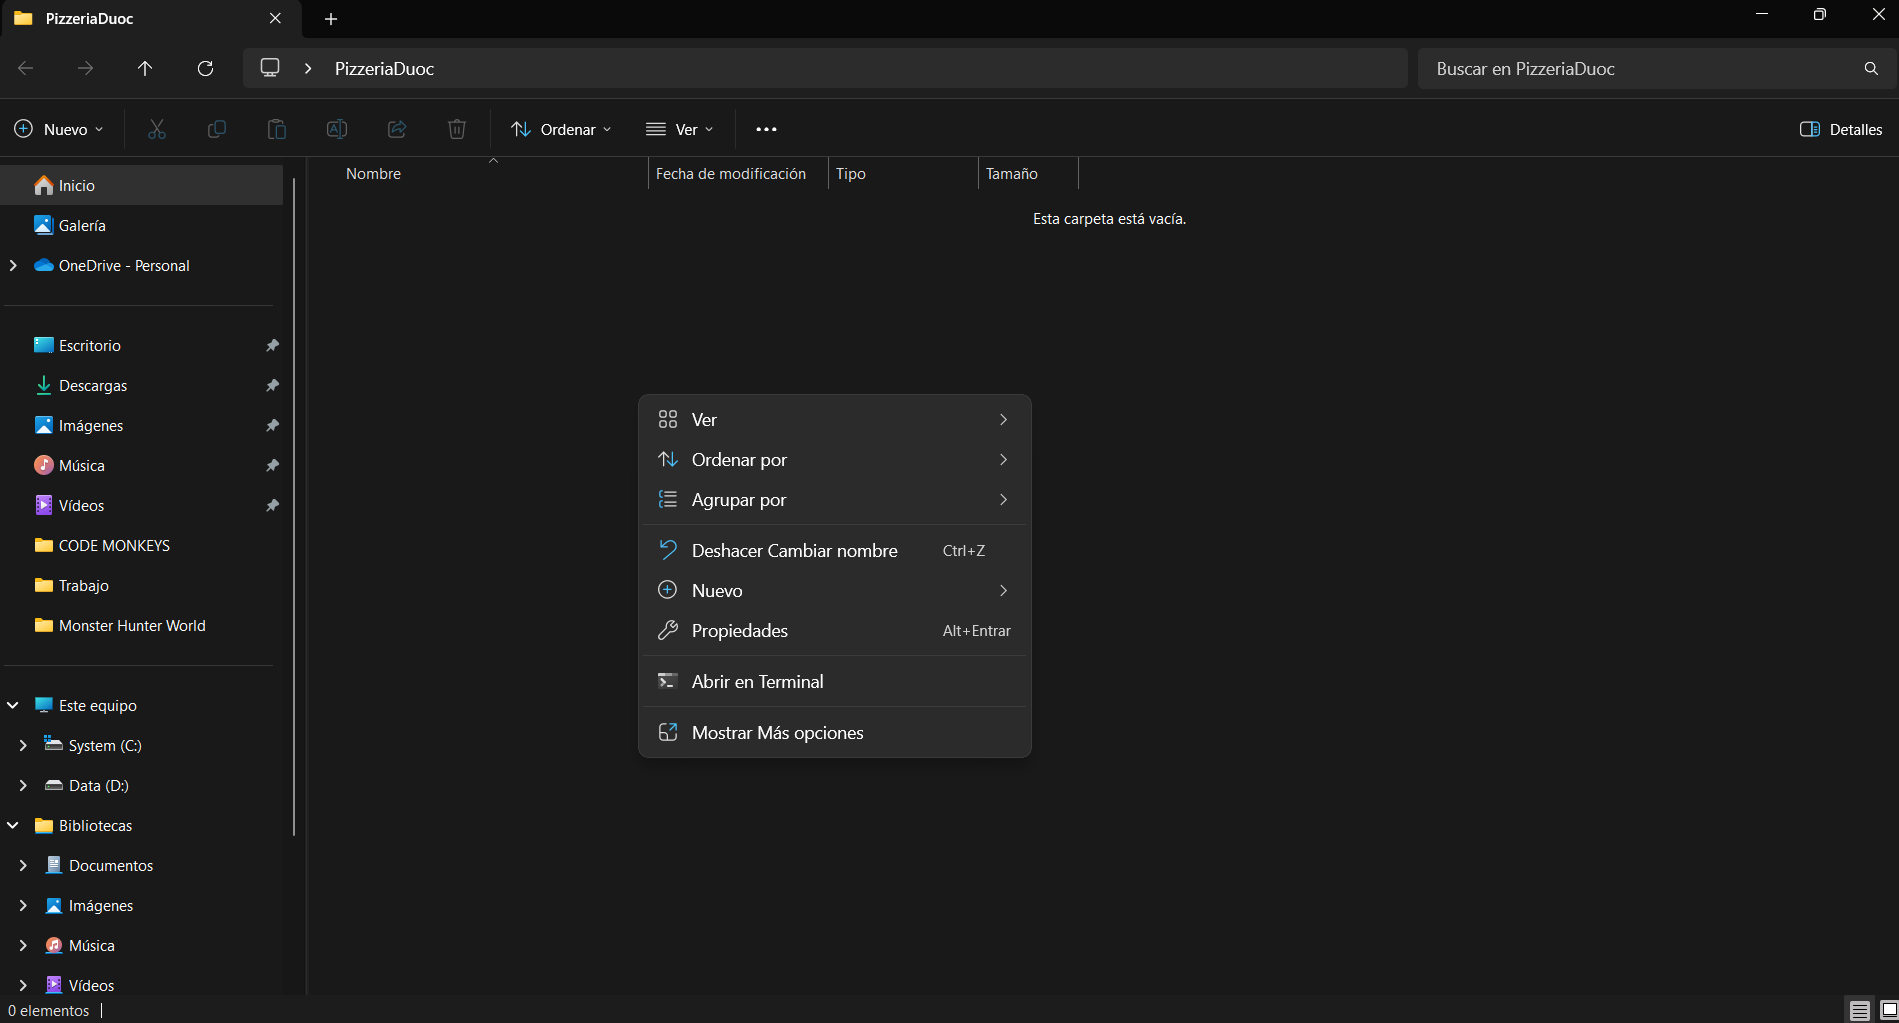 PizzeriaDuoc
PizzeriaDuoc
Buscar en PizzeriaDuoc
Nuevo
Ordenar
Ver
Detalles
Nombre
Fecha de modificación
Tipo
Tamaño
Esta carpeta está vacía.
Inicio
Galería
OneDrive - Personal
Escritorio
Descargas
Imágenes
Música
Vídeos
CODE MONKEYS
Trabajo
Monster Hunter World
Este equipo
System (C:)
Data (D:)
Bibliotecas
Documentos
Imágenes
Música
Vídeos
Ver
Ordenar por
Agrupar por
Deshacer Cambiar nombre Ctrl+Z
Nuevo
Propiedades Alt+Entrar
Abrir en Terminal
Mostrar Más opciones
0 elementos